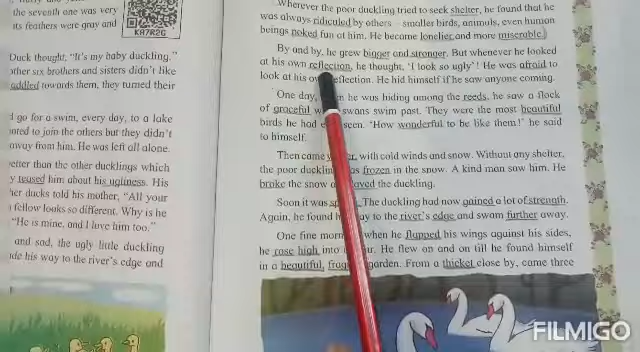 the seventh one was very
its feathers were gray and
KA7R2G
Duck thought, "It's my baby duckling."
other six brothers and sisters didn't like
addled towards them, they turned their
go for a swim, every day, to a lake
nted to join the others but they didn't
away from him. He was left all alone.
etter than the other ducklings which
y teased him about his ugliness. His
her ducks told his mother, "All your
fellow looks so different. Why is he
"He is mine, and I love him too."
and sad, the ugly little duckling
de his way to the river's edge and
Wherever the poor duckling tried to seek shelter, he found that he
was always ridiculed by others – smaller birds, animals, even human
beings poked fun at him. He became lonelier and more miserable.
By and by, he grew bigger and stronger. But whenever he looked
at his own reflection, he thought, 'I look so ugly'! He was afraid to
look at his own reflection. He hid himself if he saw anyone coming.
One day, he was hiding among the reeds, he saw a flock
of graceful swans swim past. They were the most beautiful
birds he had seen. "How wonderful to be like them!" he said
to himself.
Then came, with cold winds and snow. Without any shelter,
the poor duckling was frozen in the snow. A kind man saw him. He
broke the snow and saved the duckling.
Soon it was The duckling had now gained a lot of strength.
Again, he found way to the river's edge and swam further away.
One fine when he flapped his wings against his sides,
he rose high into He flew on and on till he found himself
in a beautiful, garden. From a thicket close by, came three
FILMIGO